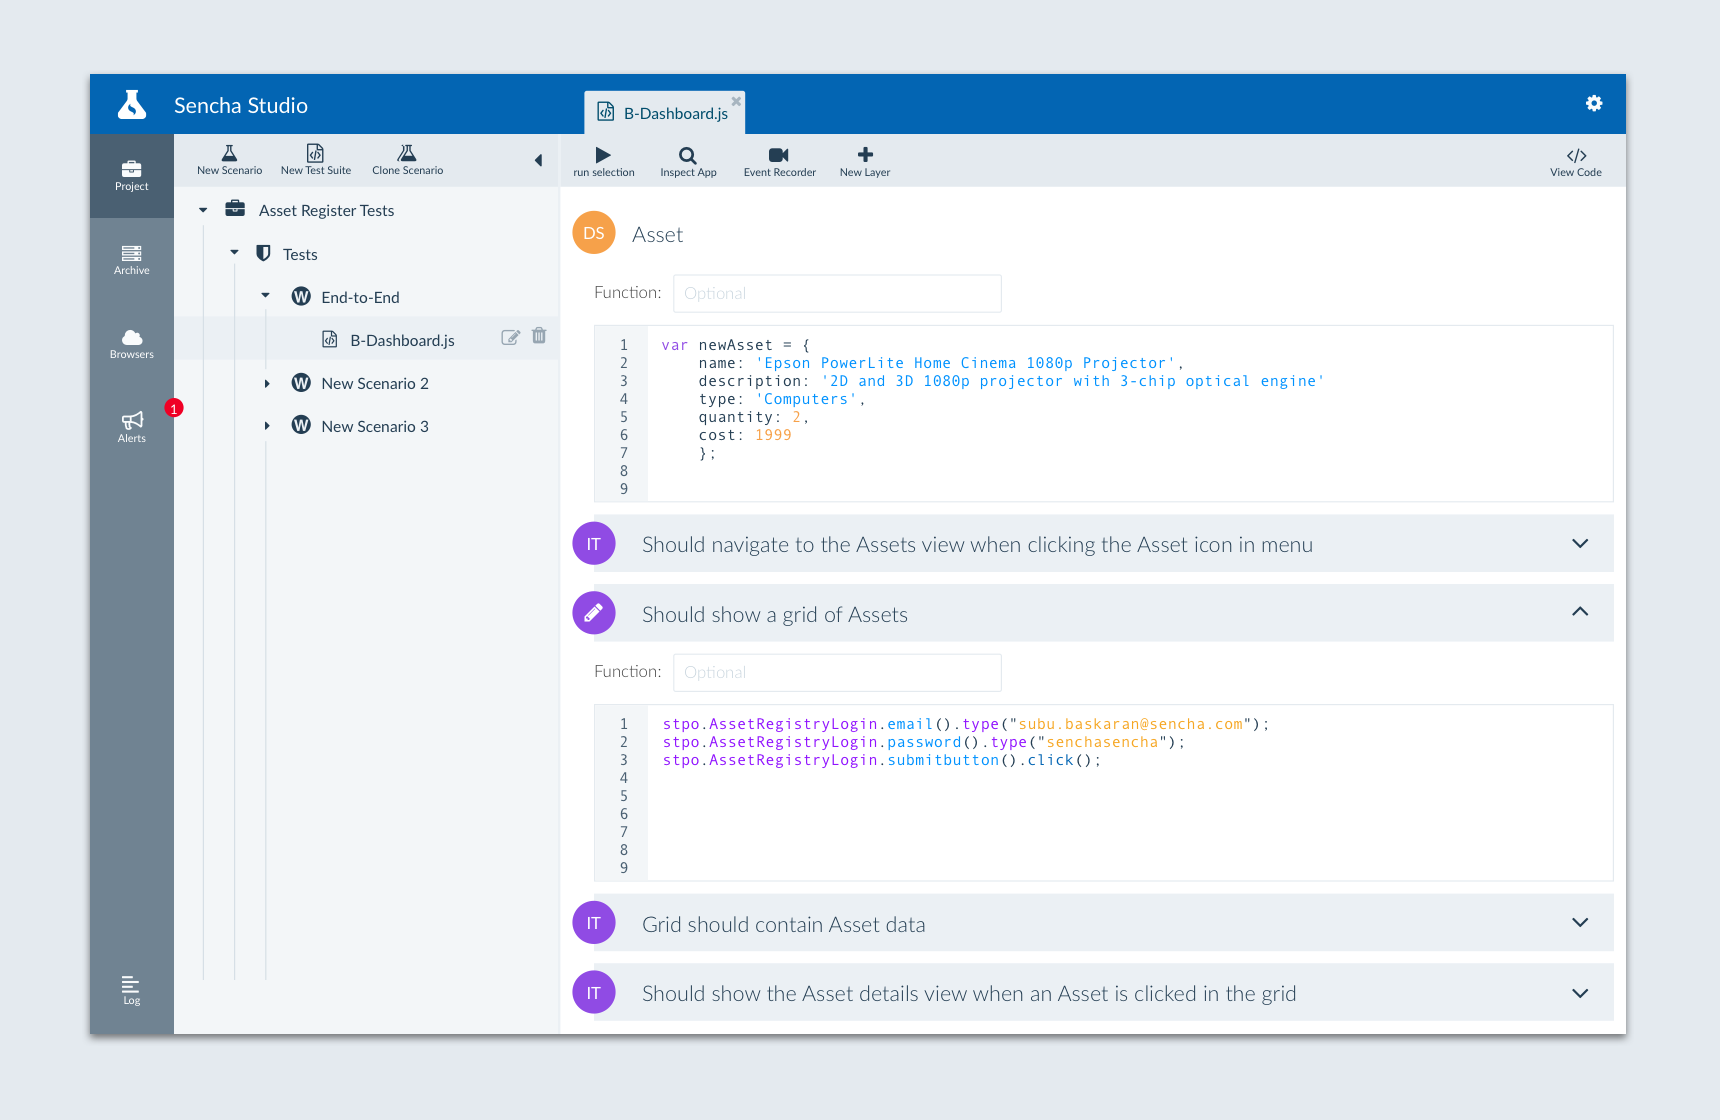 Sencha Studio
B-Dashboard.js
Project
Archive
Browsers
1
Alerts
Log
New Scenario
New Test Suite
Clone Scenario
Asset Register Tests
Tests
W End-to-End
B-Dashboard.js
W New Scenario 2
W New Scenario 3
run selection
Inspect App
Event Recorder
New Layer
</> View Code
DS Asset
Function: Optional
1 var newAsset = {
2 name: 'Epson PowerLite Home Cinema 1080p Projector',
3 description: '2D and 3D 1080p projector with 3-chip optical engine'
4 type: 'Computers',
5 quantity: 2,
6 cost: 1999
7 };
8
9
IT Should navigate to the Assets view when clicking the Asset icon in menu
Should show a grid of Assets
Function: Optional
1 stpo.AssetRegistryLogin.email().type("subu.baskaran@sencha.com");
2 stpo.AssetRegistryLogin.password().type("senchasencha");
3 stpo.AssetRegistryLogin.submitbutton().click();
4
5
6
7
8
9
IT Grid should contain Asset data
IT Should show the Asset details view when an Asset is clicked in the grid